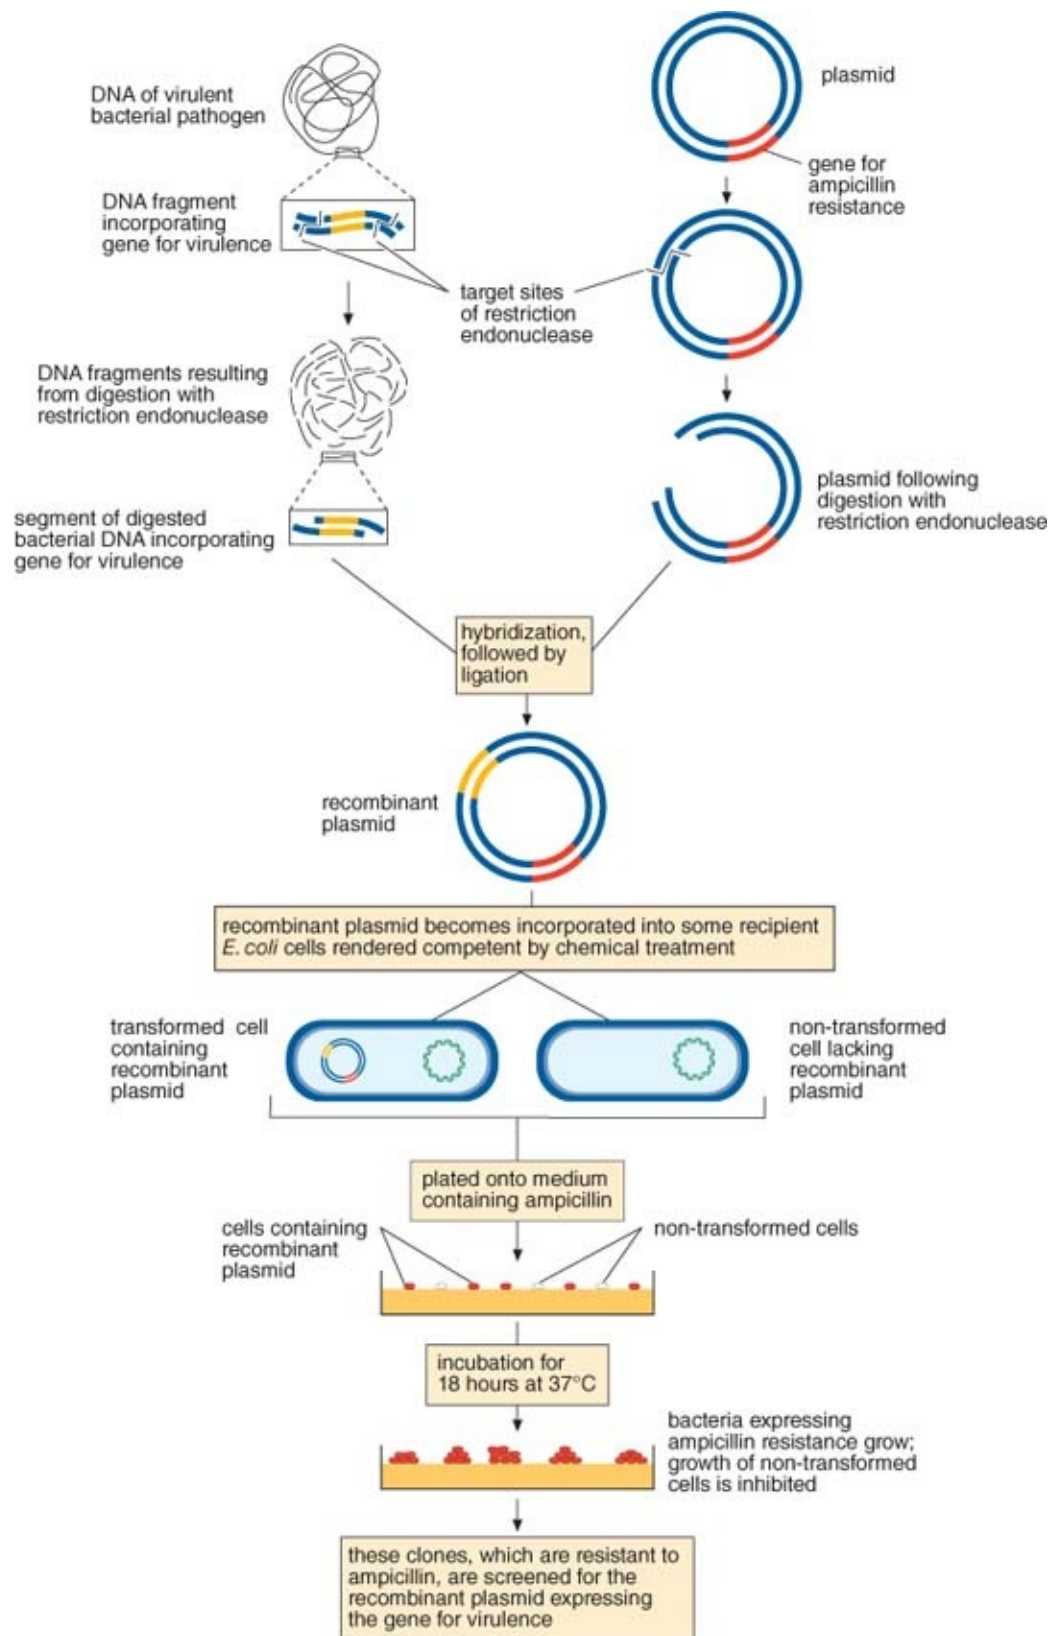 DNA of virulent
bacterial pathogen
plasmid
gene for
ampicillin
resistance
DNA fragment
incorporating
gene for virulence
target sites
of restriction
endonuclease
DNA fragments resulting
from digestion with
restriction endonuclease
plasmid following
digestion with
restriction endonuclease
segment of digested
bacterial DNA incorporating
gene for virulence
hybridization,
followed by
ligation
recombinant
plasmid
recombinant plasmid becomes incorporated into some recipient
E. coli cells rendered competent by chemical treatment
transformed cell
containing
recombinant
plasmid
non-transformed
cell lacking
recombinant
plasmid
plated onto medium
containing ampicillin
cells containing
recombinant
plasmid
non-transformed cells
incubation for
18 hours at 37°C
bacteria expressing
ampicillin resistance grow;
growth of non-transformed
cells is inhibited
these clones, which are resistant to
ampicillin, are screened for the
recombinant plasmid expressing
the gene for virulence